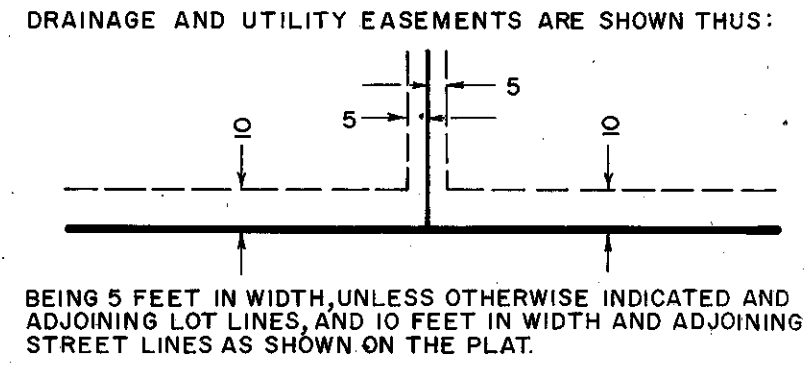 DRAINAGE AND UTILITY EASEMENTS ARE SHOWN THUS:
5
5
10
10
BEING 5 FEET IN WIDTH, UNLESS OTHERWISE INDICATED AND
ADJOINING LOT LINES, AND 10 FEET IN WIDTH AND ADJOINING
STREET LINES AS SHOWN ON THE PLAT.